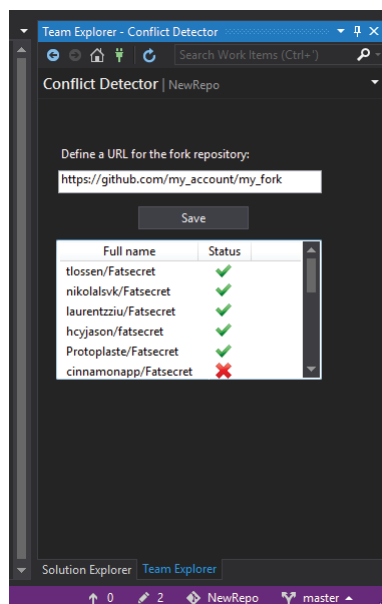 Team Explorer - Conflict Detector
Search Work Items (Ctrl+')
Conflict Detector | NewRepo
Define a URL for the fork repository:
https://github.com/my_account/my_fork
Save
Full name Status
tlossen/Fatsecret
nikolalsvk/Fatsecret
laurentzziu/Fatsecret
hcyjason/fatsecret
Protoplaste/Fatsecret
cinnamonapp/Fatsecret
Solution Explorer Team Explorer
0 2 NewRepo master